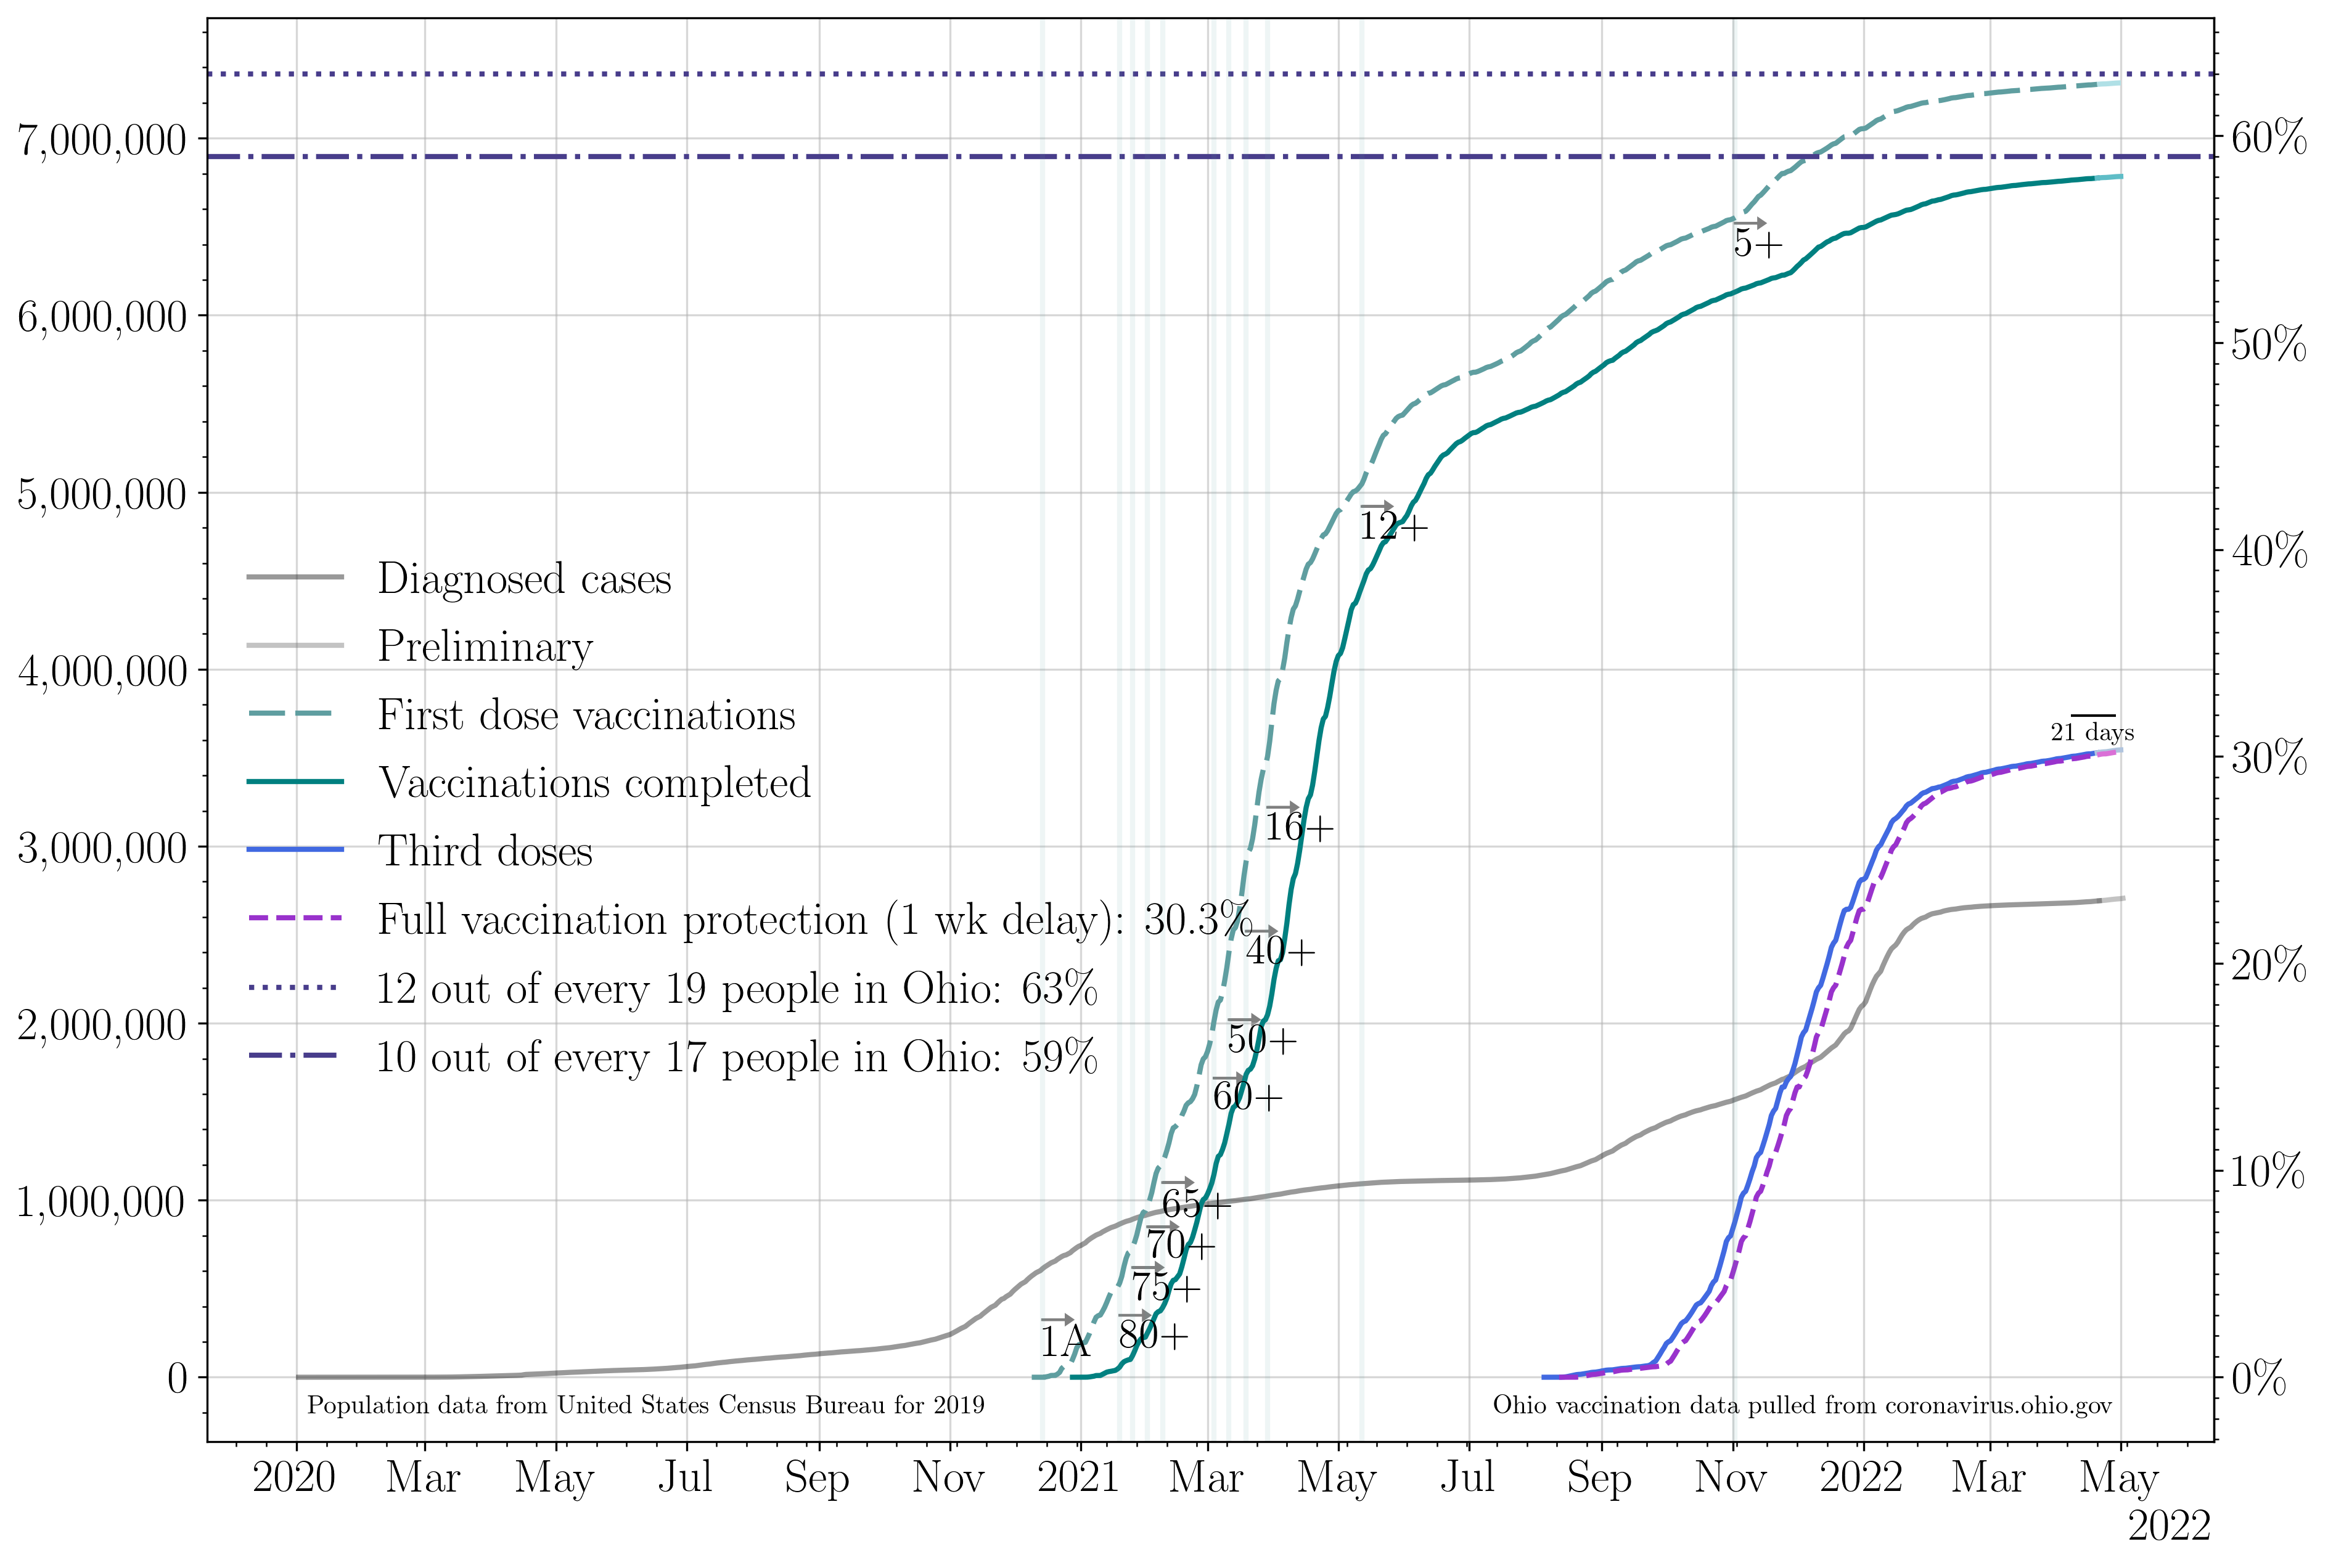 7,000,000
6,000,000
5,000,000
4,000,000
3,000,000
2,000,000
1,000,000
0
60%
50%
40%
30%
20%
10%
0%
Diagnosed cases
Preliminary
First dose vaccinations
Vaccinations completed
Third doses
Full vaccination protection (1 wk delay): 30.3%
12 out of every 19 people in Ohio: 63%
10 out of every 17 people in Ohio: 59%
5+
12+
16+
40+
50+
60+
65+
70+
75+
80+
1A
21 days
Population data from United States Census Bureau for 2019
Ohio vaccination data pulled from coronavirus.ohio.gov
2020 Mar May Jul Sep Nov 2021 Mar May Jul Sep Nov 2022 Mar May
2022